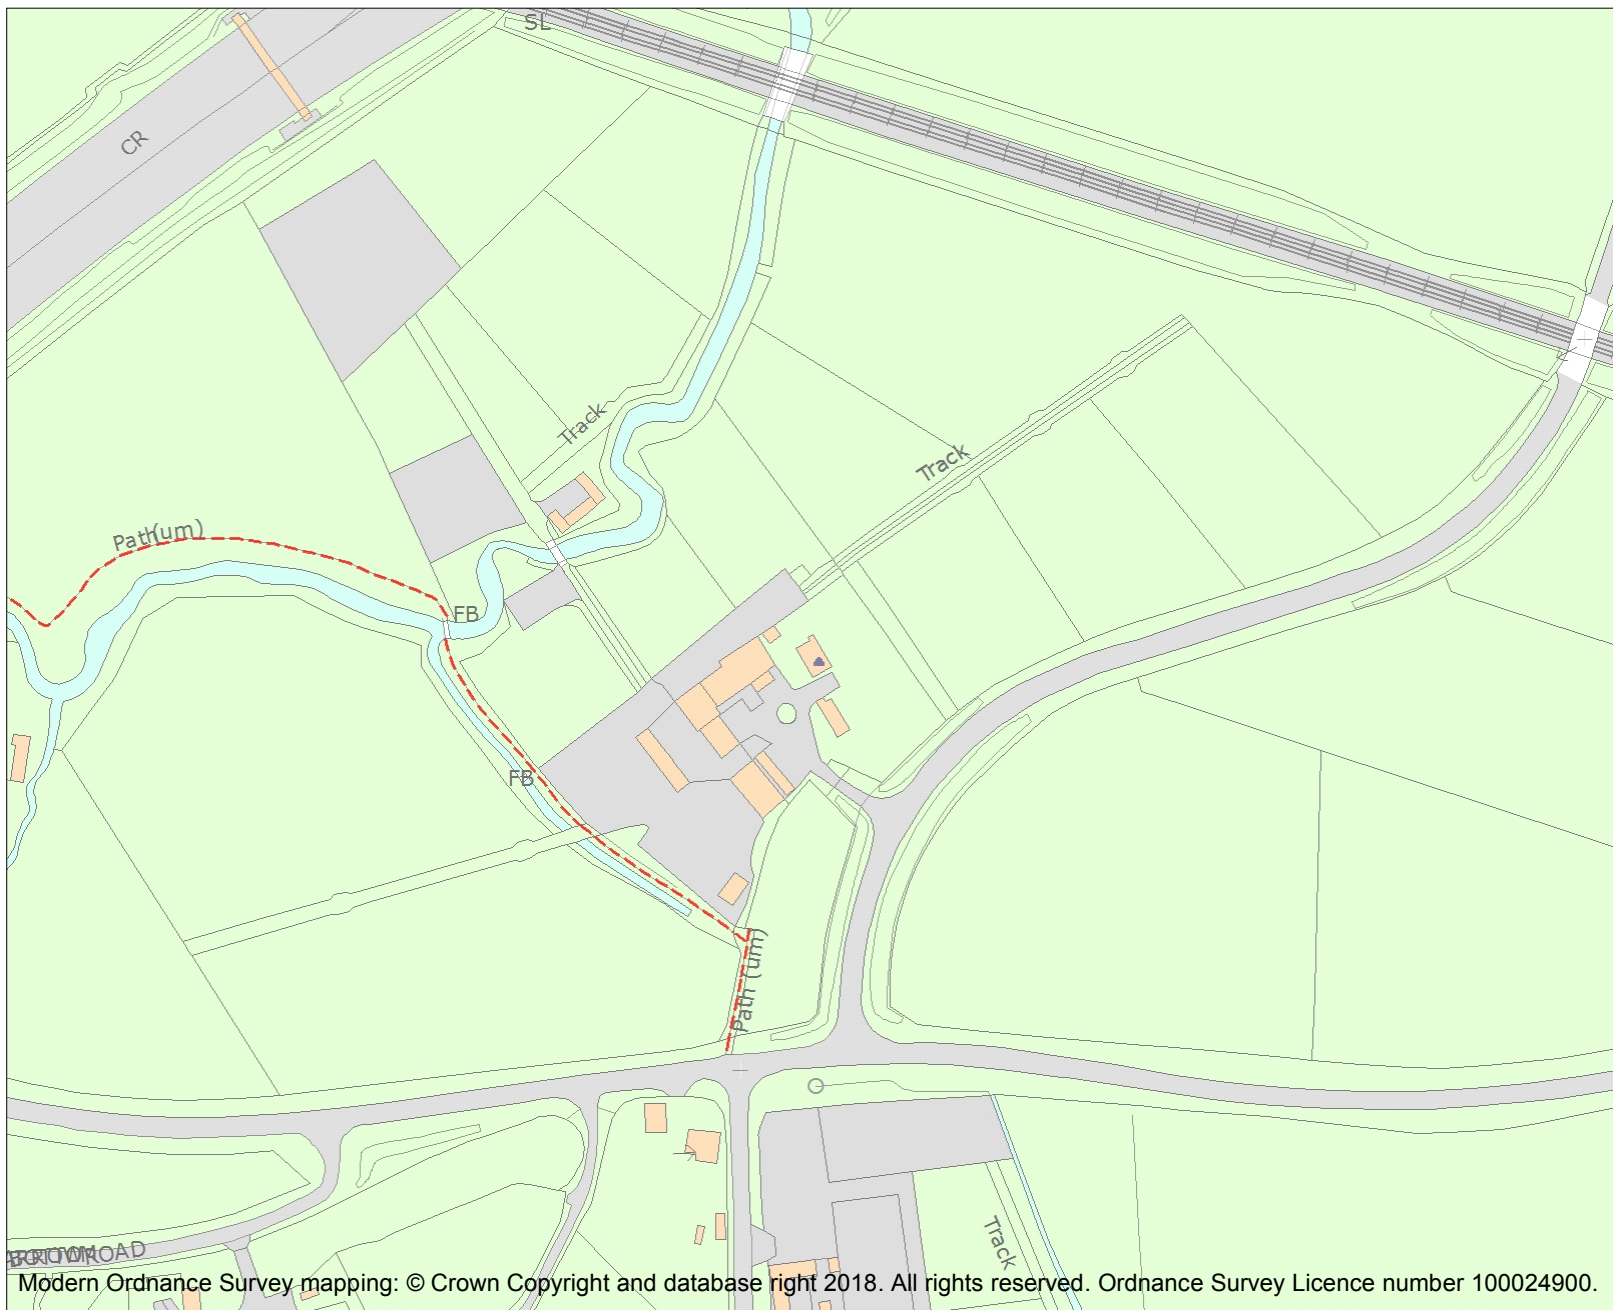 SL
CR
Track
Track
Path(um)
FB
FB
Path (um)
Track
Modern Ordnance Survey mapping: © Crown Copyright and database right 2018. All rights reserved. Ordnance Survey Licence number 100024900.